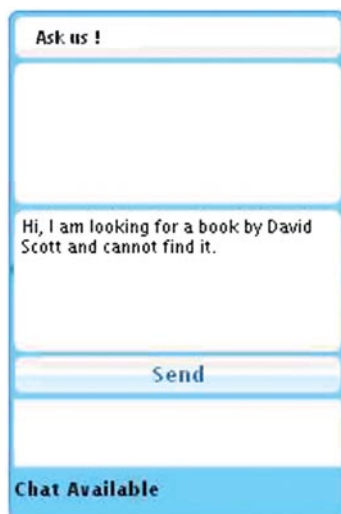 Ask us !
Hi, I am looking for a book by David
Scott and cannot find it.
Send
Chat Available